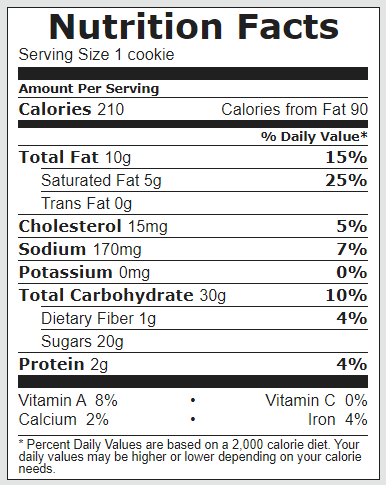 Nutrition Facts
Serving Size 1 cookie
Amount Per Serving
Calories 210 Calories from Fat 90
% Daily Value*
Total Fat 10g 15%
Saturated Fat 5g 25%
Trans Fat 0g
Cholesterol 15mg 5%
Sodium 170mg 7%
Potassium 0mg 0%
Total Carbohydrate 30g 10%
Dietary Fiber 1g 4%
Sugars 20g
Protein 2g 4%
Vitamin A 8% • Vitamin C 0%
Calcium 2% • Iron 4%
* Percent Daily Values are based on a 2,000 calorie diet. Your
daily values may be higher or lower depending on your calorie
needs.